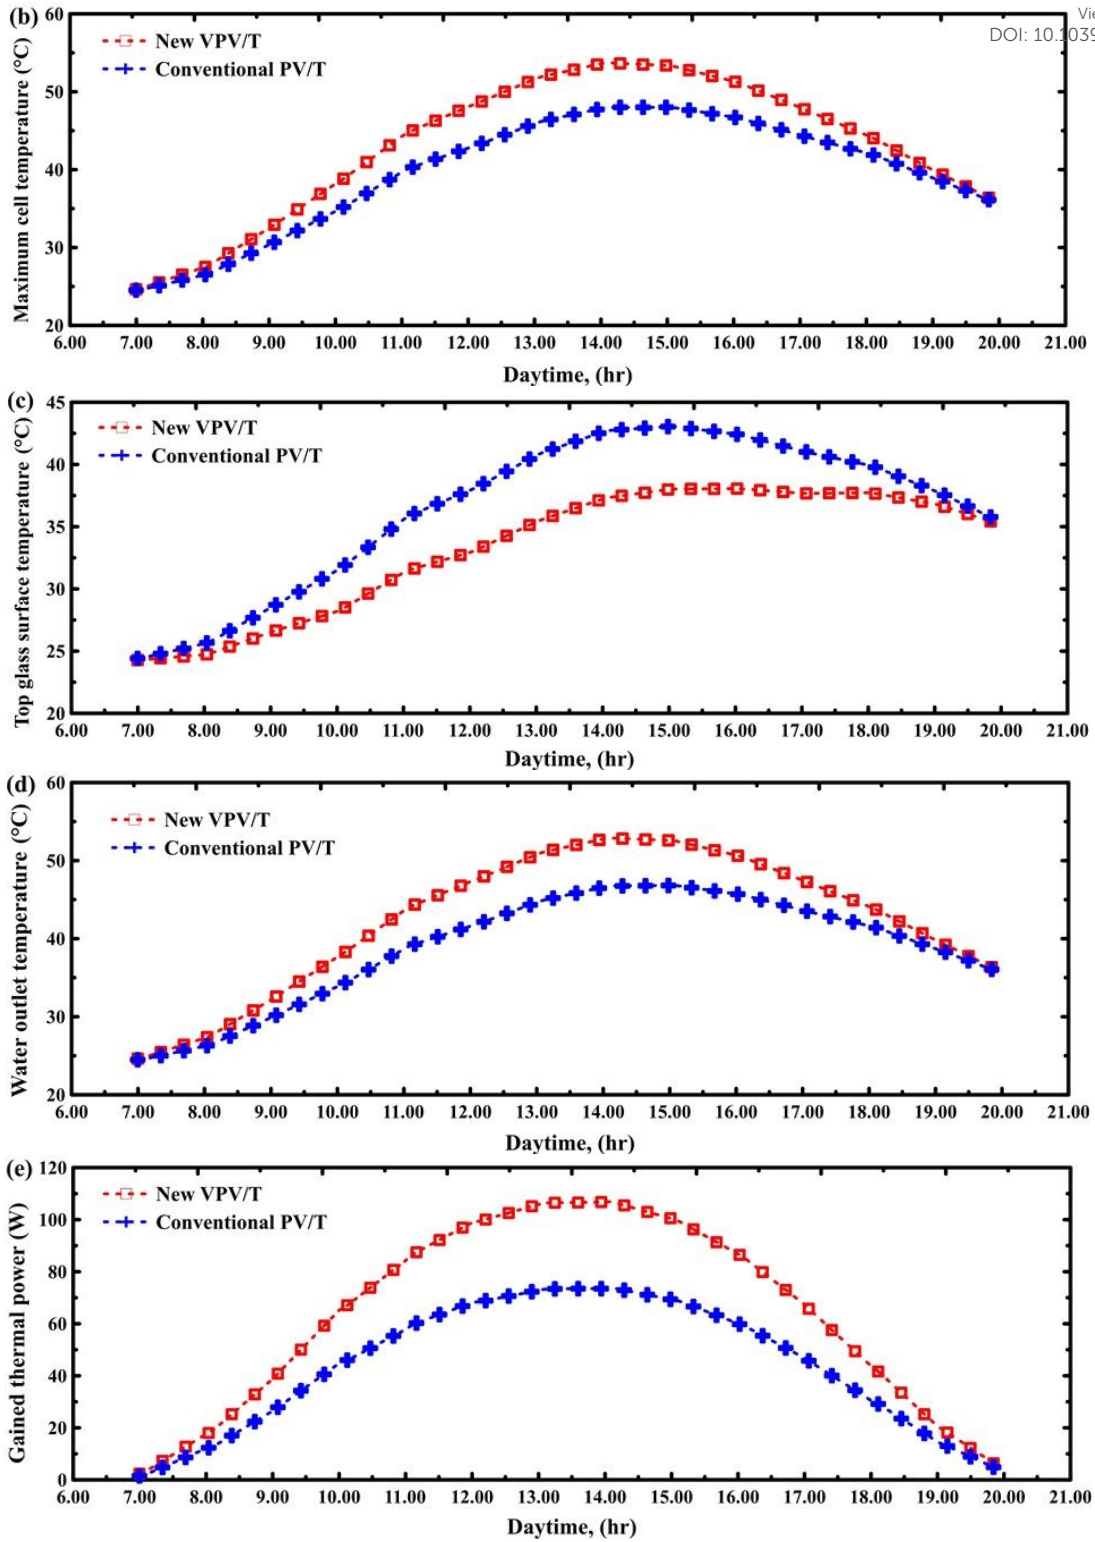 Vie
DOI: 10.1039
(b)
Maximum cell temperature (°C)
60
50
40
30
20
New VPV/T
Conventional PV/T
6.00 7.00 8.00 9.00 10.00 11.00 12.00 13.00 14.00 15.00 16.00 17.00 18.00 19.00 20.00 21.00
Daytime, (hr)
(c)
Top glass surface temperature (°C)
45
40
35
30
25
20
New VPV/T
Conventional PV/T
6.00 7.00 8.00 9.00 10.00 11.00 12.00 13.00 14.00 15.00 16.00 17.00 18.00 19.00 20.00 21.00
Daytime, (hr)
(d)
Water outlet temperature (°C)
60
50
40
30
20
New VPV/T
Conventional PV/T
6.00 7.00 8.00 9.00 10.00 11.00 12.00 13.00 14.00 15.00 16.00 17.00 18.00 19.00 20.00 21.00
Daytime, (hr)
(e)
Gained thermal power (W)
120
100
80
60
40
20
0
New VPV/T
Conventional PV/T
6.00 7.00 8.00 9.00 10.00 11.00 12.00 13.00 14.00 15.00 16.00 17.00 18.00 19.00 20.00 21.00
Daytime, (hr)